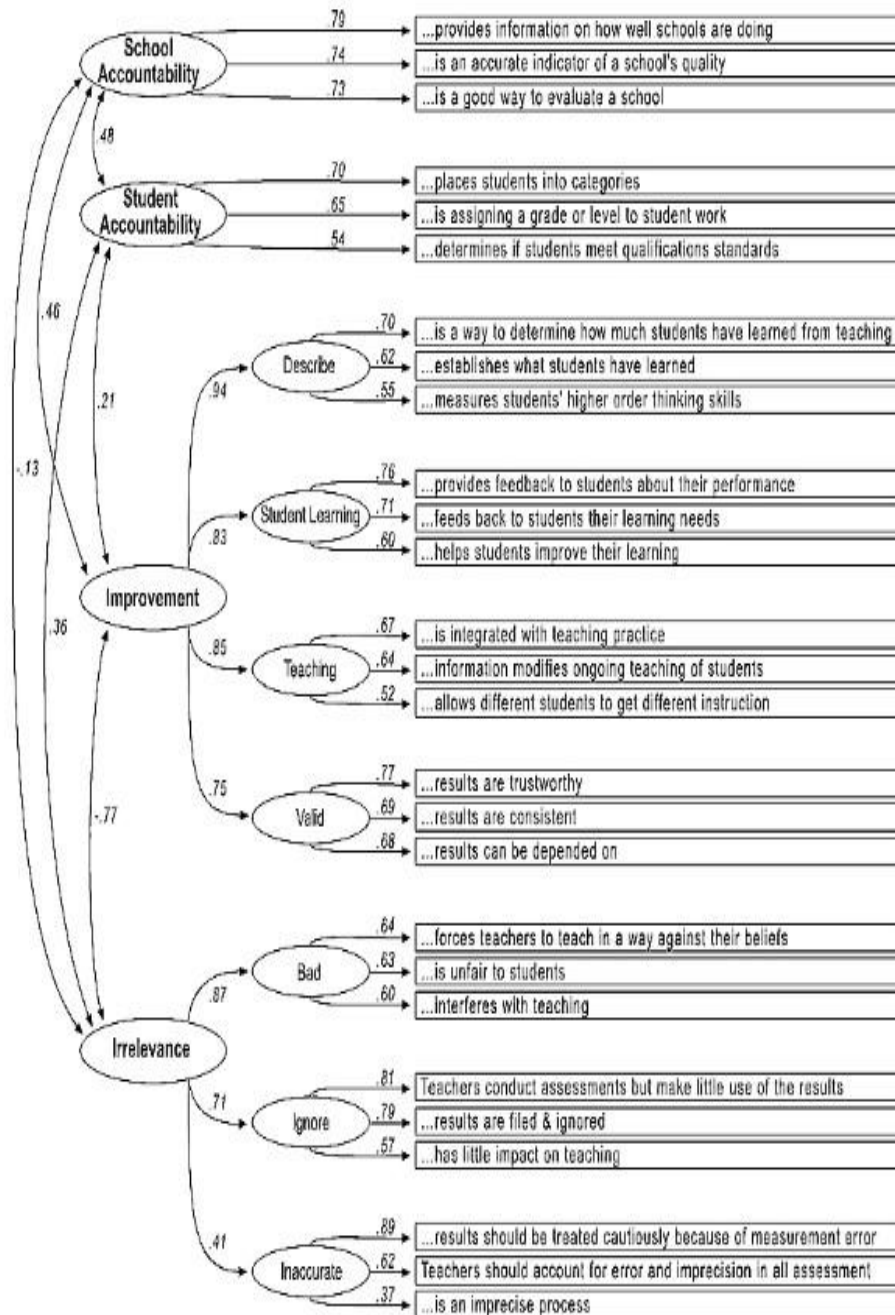 .79
...provides information on how well schools are doing
School
Accountability
.74
...is an accurate indicator of a school's quality
.73
...is a good way to evaluate a school
.48
Student
Accountability
.70
...places students into categories
.65
...is assigning a grade or level to student work
.54
...determines if students meet qualifications standards
.46
.21
-.13
.36
.94
Describe
.70
...is a way to determine how much students have learned from teaching
.62
...establishes what students have learned
.55
...measures students' higher order thinking skills
.83
Student Learning
.76
...provides feedback to students about their performance
.71
...feeds back to students their learning needs
.60
...helps students improve their learning
Improvement
.85
Teaching
.67
...is integrated with teaching practice
.64
...information modifies ongoing teaching of students
.52
...allows different students to get different instruction
.75
-.77
Valid
.77
...results are trustworthy
.69
...results are consistent
.68
...results can be depended on
.87
Bad
.64
...forces teachers to teach in a way against their beliefs
.63
...is unfair to students
.60
...interferes with teaching
Irrelevance
.71
Ignore
.81
Teachers conduct assessments but make little use of the results
.79
...results are filed & ignored
.57
...has little impact on teaching
.41
Inaccurate
.89
...results should be treated cautiously because of measurement error
.62
Teachers should account for error and imprecision in all assessment
.37
...is an imprecise process